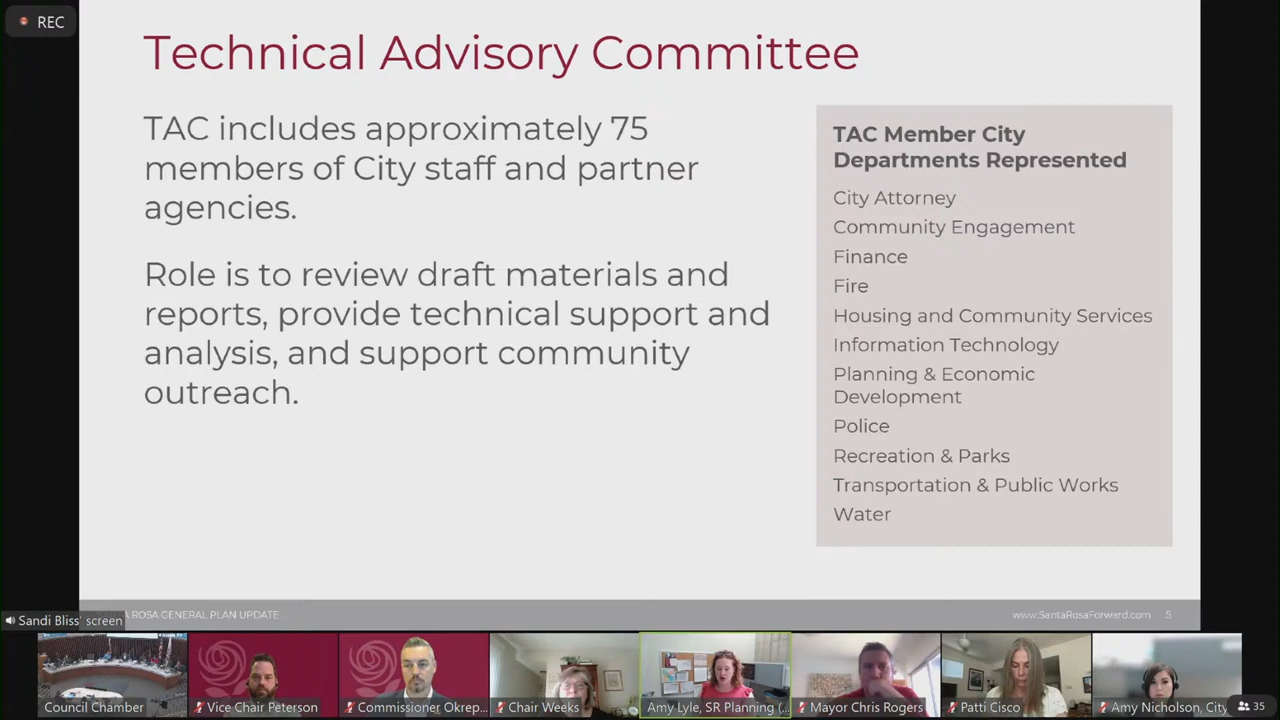 REC
Technical Advisory Committee
TAC includes approximately 75
members of City staff and partner
agencies.
Role is to review draft materials and
reports, provide technical support and
analysis, and support community
outreach.
TAC Member City
Departments Represented
City Attorney
Community Engagement
Finance
Fire
Housing and Community Services
Information Technology
Planning & Economic
Development
Police
Recreation & Parks
Transportation & Public Works
Water
A ROSA GENERAL PLAN UPDATE
www.SantaRosaForward.com 5
Sandi Bliss' screen
Council Chamber
Vice Chair Peterson
Commissioner Okrep...
Chair Weeks
Amy Lyle, SR Planning (...
Mayor Chris Rogers
Patti Cisco
Amy Nicholson, City
35